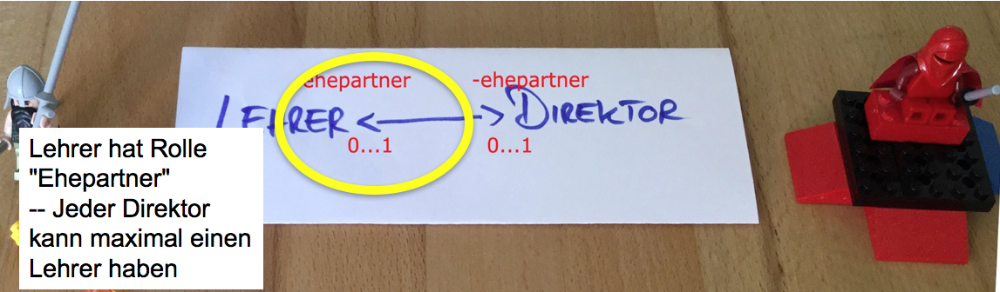 ehepartner -ehepartner
LEHRER <-> DIREKTOR
0...1 0...1
Lehrer hat Rolle
"Ehepartner"
-- Jeder Direktor
kann maximal einen
Lehrer haben